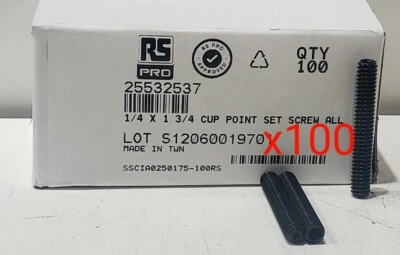 RS
PRO
RS PRO
APPROVED
QTY
100
25532537
1/4 X 1 3/4 CUP POINT SET SCREW ALL
LOT S1206001970
x100
MADE IN TWN
SSCIA0250175-100RS